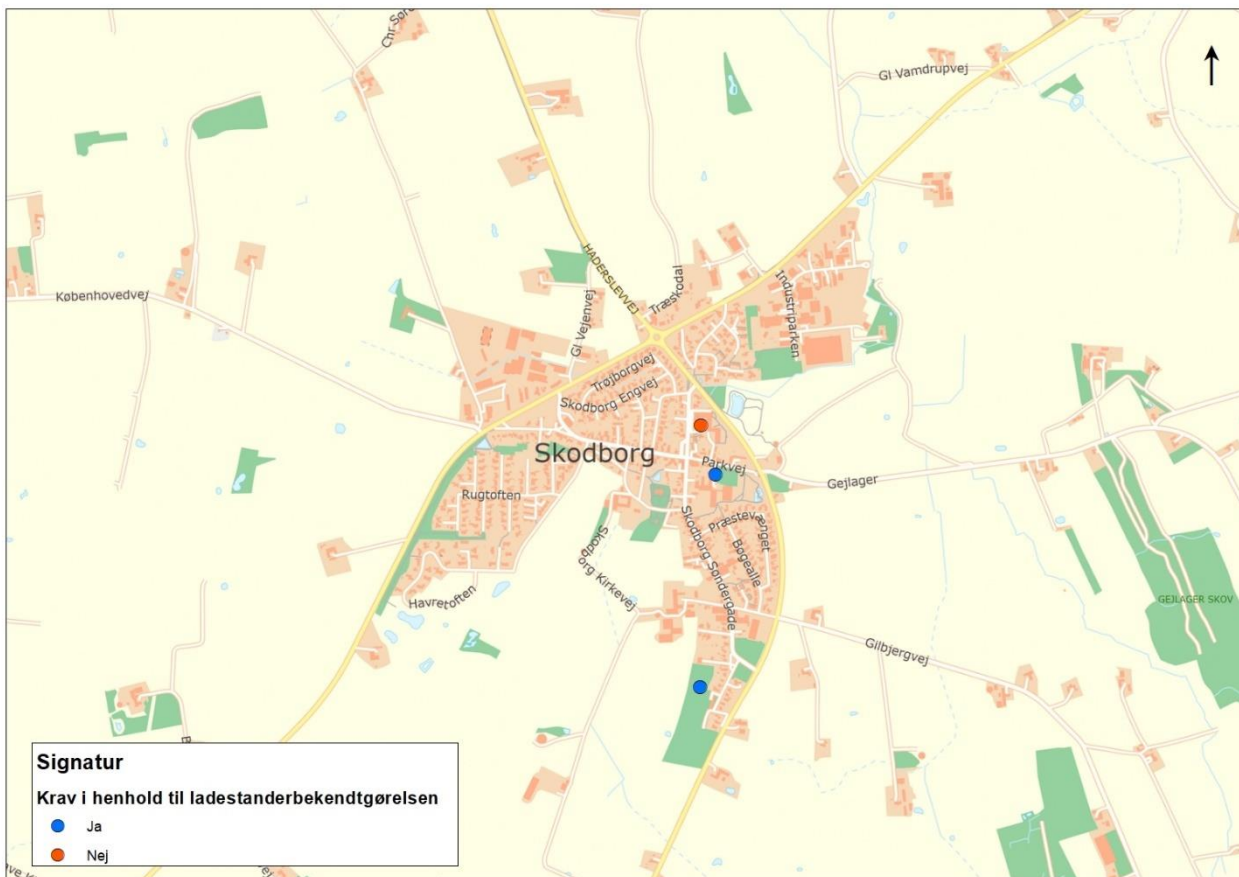 Chr Søre
Gl Vamdrupvej
HADERSLEVVEJ
Træskodal
Industriparken
Københovedvej
Gl Vejenvej
Trøjborgvej
Skodborg Engvej
Skodborg
Parkvej
Gejlager
Rugtoften
Præstevænget
Bøgealle
Skodborg Søndergade
Skodborg Kirkevej
Havretoften
GEJLAGER SKOV
Gilbjergvej
Signatur
Krav i henhold til ladestanderbekendtgørelsen
Ja
Nej